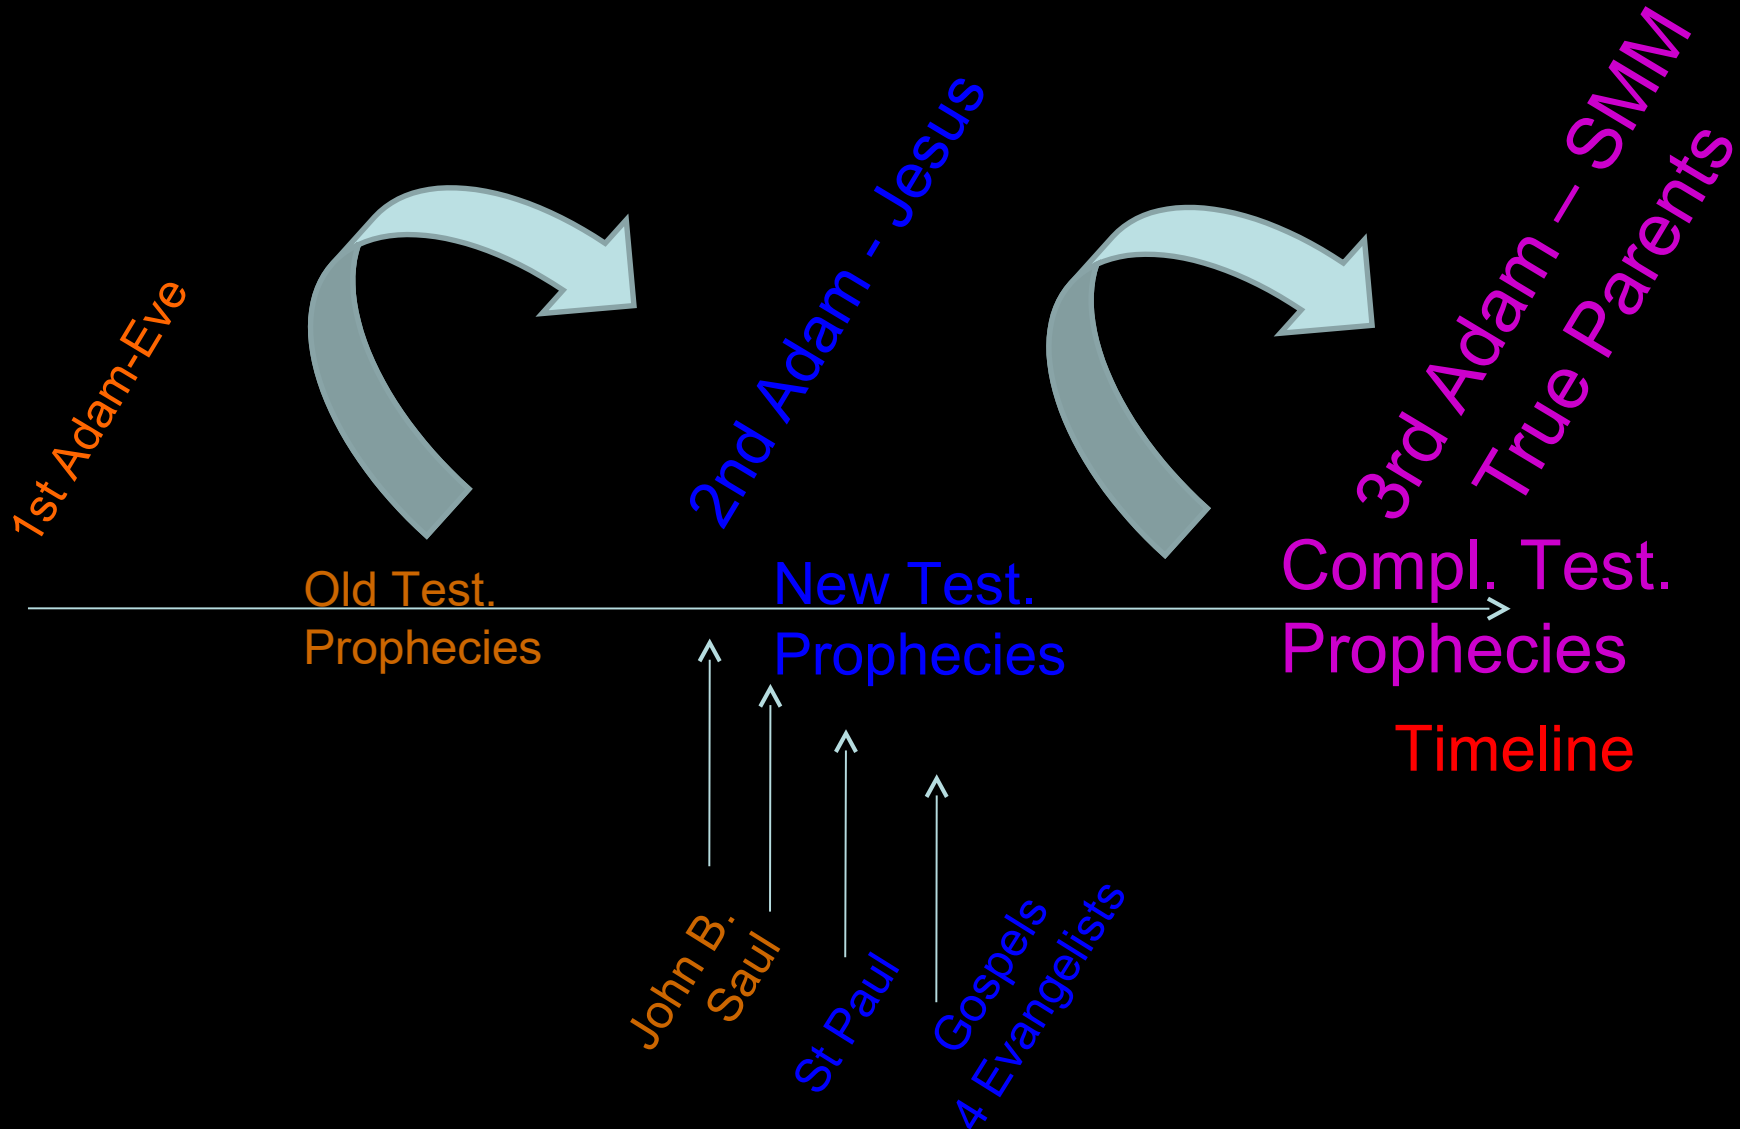 1st Adam-Eve
2nd Adam - Jesus
3rd Adam – SMM
True Parents
Old Test.
Prophecies
New Test.
Prophecies
Compl. Test.
Prophecies
Timeline
John B.
Saul
St Paul
Gospels
4 Evangelists